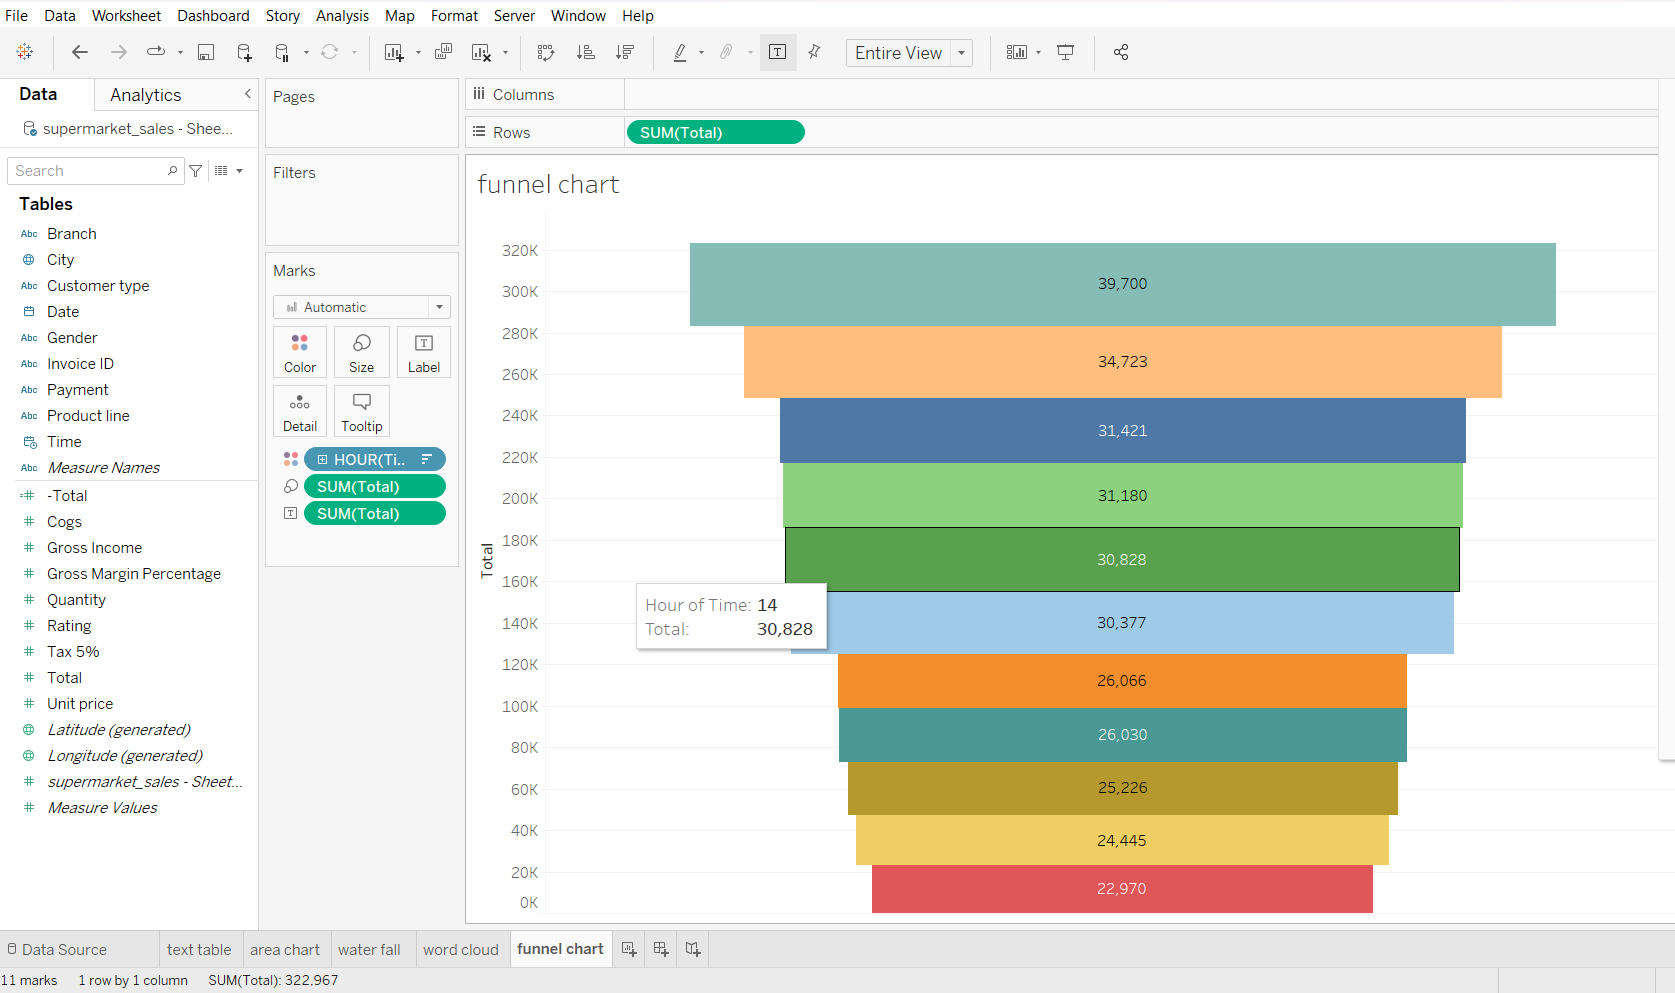 File Data Worksheet Dashboard Story Analysis Map Format Server Window Help
Entire View
Data Analytics
supermarket_sales - Shee...
Search
Tables
Abc Branch
City
Abc Customer type
Date
Abc Gender
Abc Invoice ID
Abc Payment
Abc Product line
Time
Abc Measure Names
=# -Total
# Cogs
# Gross Income
# Gross Margin Percentage
# Quantity
# Rating
# Tax 5%
# Total
# Unit price
Latitude (generated)
Longitude (generated)
# supermarket_sales - Sheet...
# Measure Values
Pages
Filters
Marks
Automatic
Color Size Label
Detail Tooltip
HOUR(Ti..
SUM(Total)
T SUM(Total)
Columns
Rows SUM(Total)
funnel chart
Total
320K
300K
280K
260K
240K
220K
200K
180K
160K
140K
120K
100K
80K
60K
40K
20K
0K
39,700
34,723
31,421
31,180
30,828
30,377
26,066
26,030
25,226
24,445
22,970
Hour of Time: 14
Total: 30,828
Data Source text table area chart water fall word cloud funnel chart
11 marks 1 row by 1 column SUM(Total): 322,967